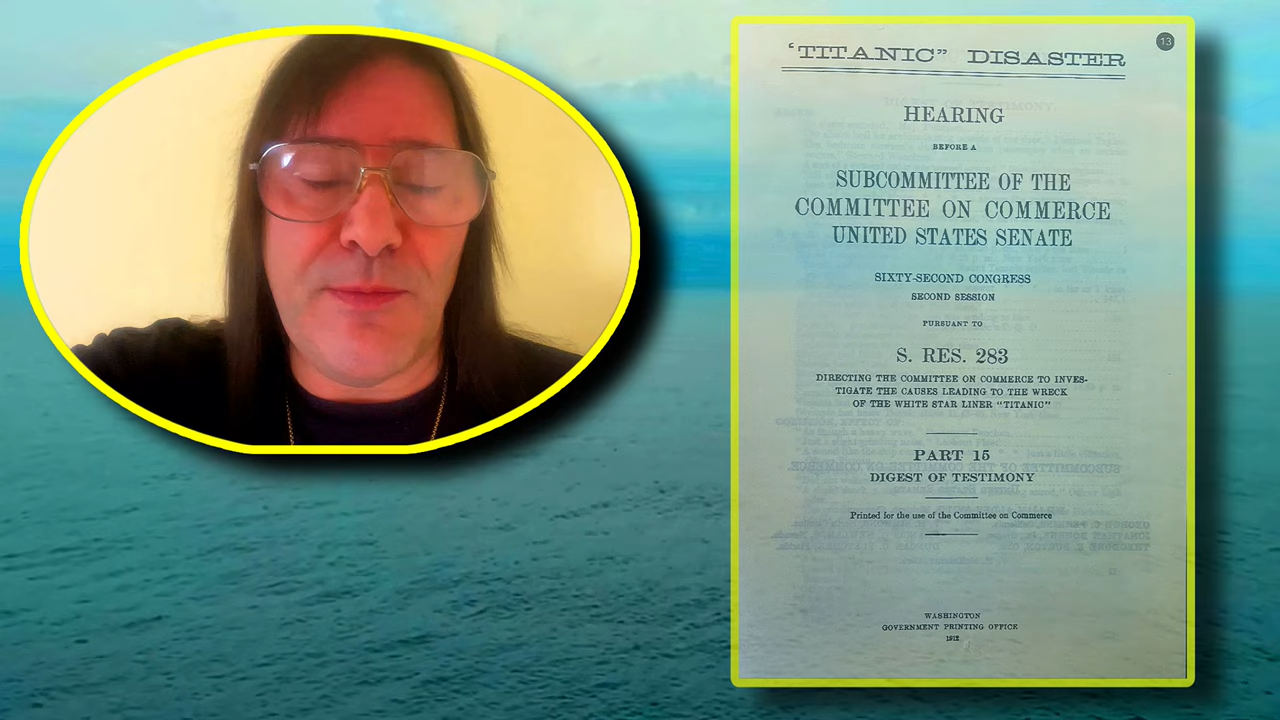 13
‘TITANIC” DISASTER
HEARING
BEFORE A
SUBCOMMITTEE OF THE
COMMITTEE ON COMMERCE
UNITED STATES SENATE
SIXTY-SECOND CONGRESS
SECOND SESSION
PURSUANT TO
S. RES. 283
DIRECTING THE COMMITTEE ON COMMERCE TO INVES-
TIGATE THE CAUSES LEADING TO THE WRECK
OF THE WHITE STAR LINER “TITANIC”
PART 15
DIGEST OF TESTIMONY
Printed for the use of the Committee on Commerce
WASHINGTON
GOVERNMENT PRINTING OFFICE
1912